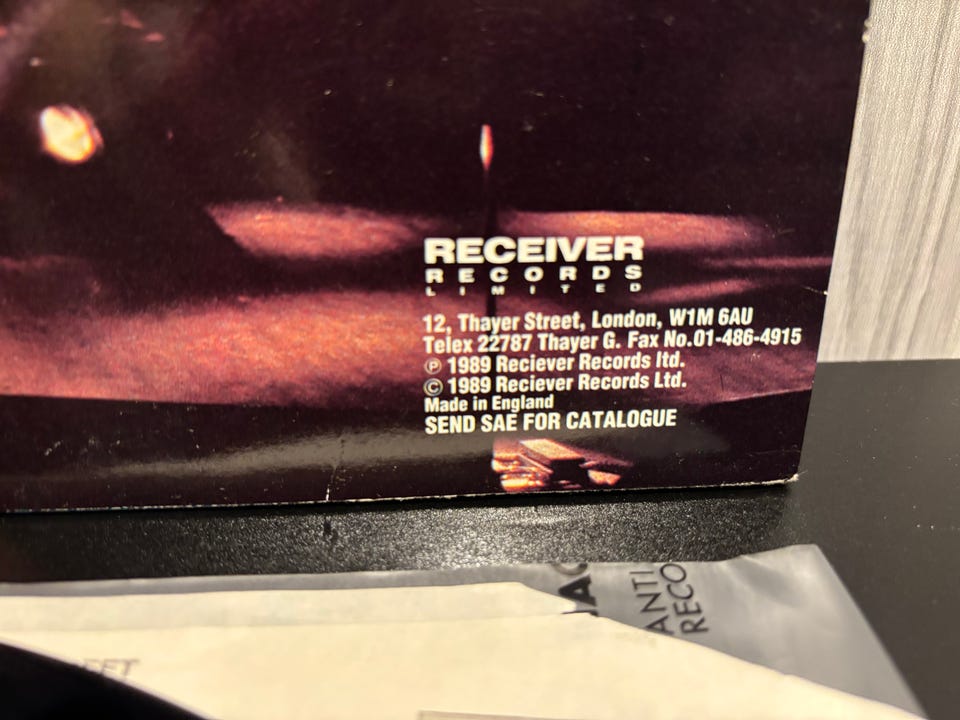 RECEIVER
RECORDS
LIMITED
12, Thayer Street, London, W1M 6AU
Telex 22787 Thayer G. Fax No.01-486-4915
Ⓟ 1989 Reciever Records ltd.
© 1989 Reciever Records Ltd.
Made in England
SEND SAE FOR CATALOGUE